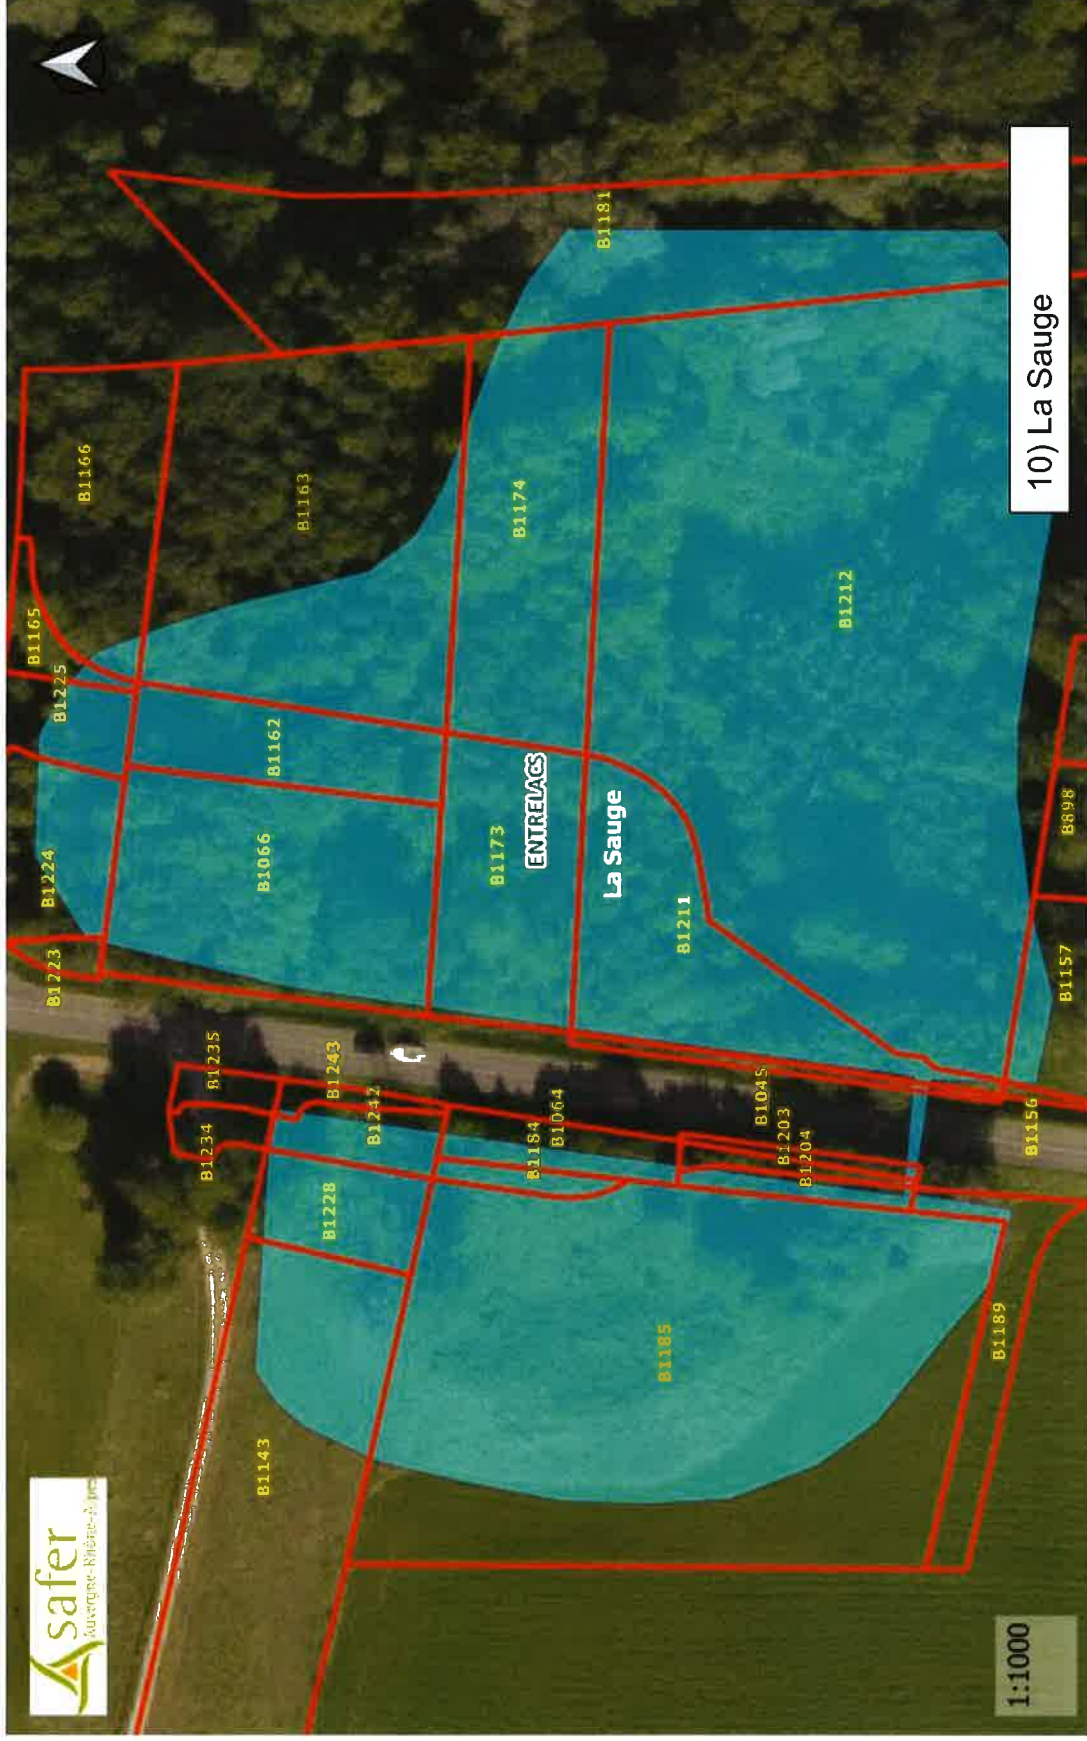 safer
Auvergne-Rhône-Alpes
1:1000
10) La Sauge
ENTRELACS
La Sauge
B1143
B1185
B1189
B1228
B1234
B1235
B1242
B1243
B1184
B1064
B1045
B1203
B1204
B1156
B1157
B898
B1223
B1224
B1225
B1165
B1166
B1163
B1162
B1066
B1173
B1174
B1211
B1212
B1181